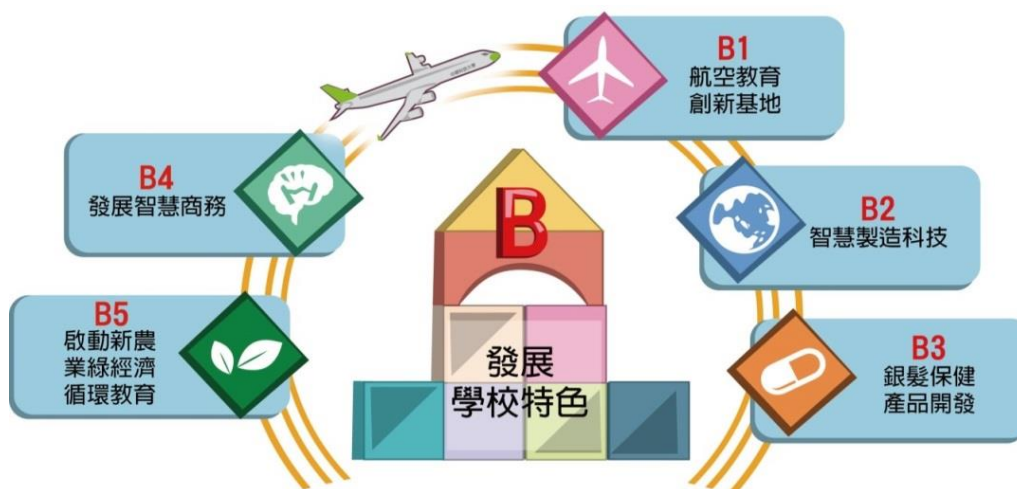 B1
航空教育
創新基地
B2
智慧製造科技
B3
銀髮保健
產品開發
B4
發展智慧商務
B5
啟動新農
業綠經濟
循環教育
B
發展
學校特色